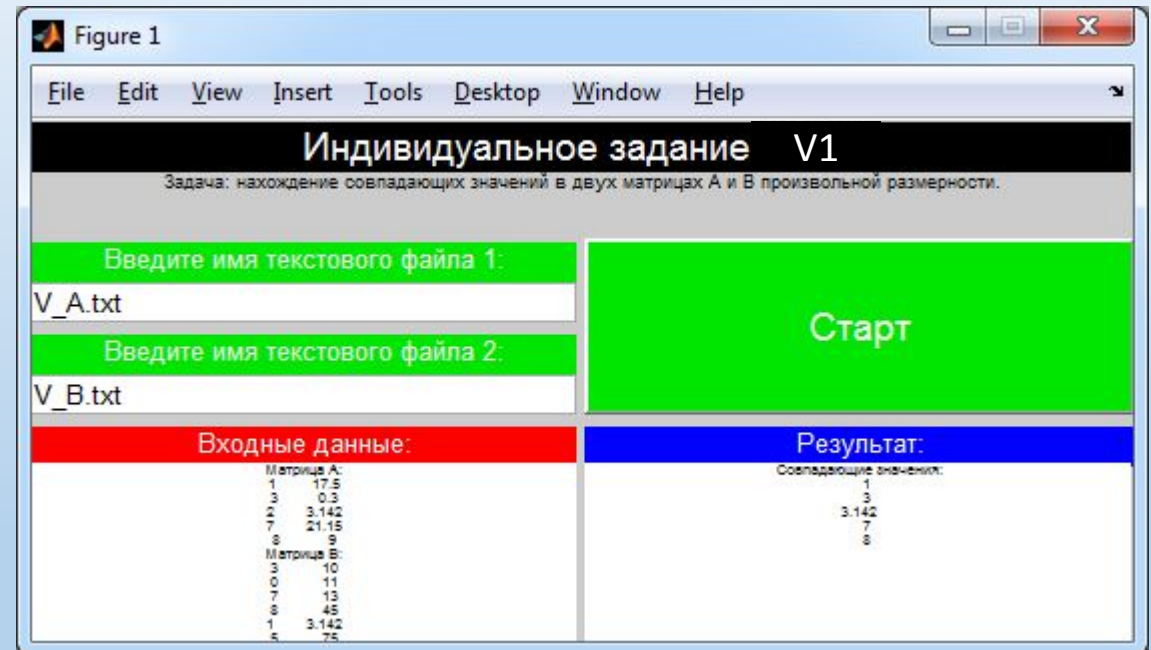 Figure 1
File Edit View Insert Tools Desktop Window Help
Индивидуальное задание V1
Задача: нахождение совпадающих значений в двух матрицах А и В произвольной размерности.
Введите имя текстового файла 1:
V_A.txt
Введите имя текстового файла 2:
V_B.txt
Старт
Входные данные:
Матрица A:
1 17.5
3 0.3
2 3.142
7 21.15
8 9
Матрица B:
3 10
0 11
7 13
8 45
1 3.142
5 75
Результат:
Совпадающие значения:
1
3
3.142
7
8